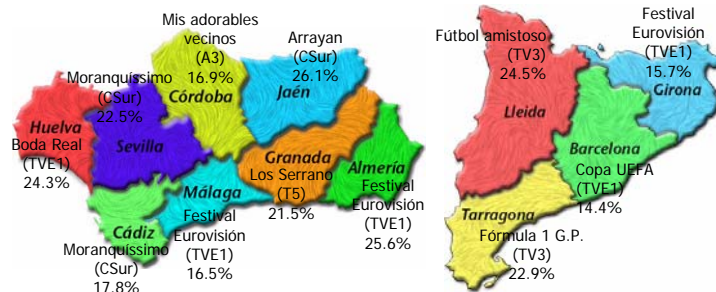 Mis adorables
vecinos
(A3)
16.9%
Córdoba
Arrayan
(CSur)
26.1%
Jaén
Moranquíssimo
(CSur)
22.5%
Sevilla
Huelva
Boda Real
(TVE1)
24.3%
Granada
Los Serrano
(T5)
21.5%
Almería
Festival
Eurovisión
(TVE1)
25.6%
Málaga
Festival
Eurovisión
(TVE1)
16.5%
Cádiz
Moranquíssimo
(CSur)
17.8%
Fútbol amistoso
(TV3)
24.5%
Lleida
Festival
Eurovisión
(TVE1)
15.7%
Girona
Barcelona
Copa UEFA
(TVE1)
14.4%
Tarragona
Fórmula 1 G.P.
(TV3)
22.9%